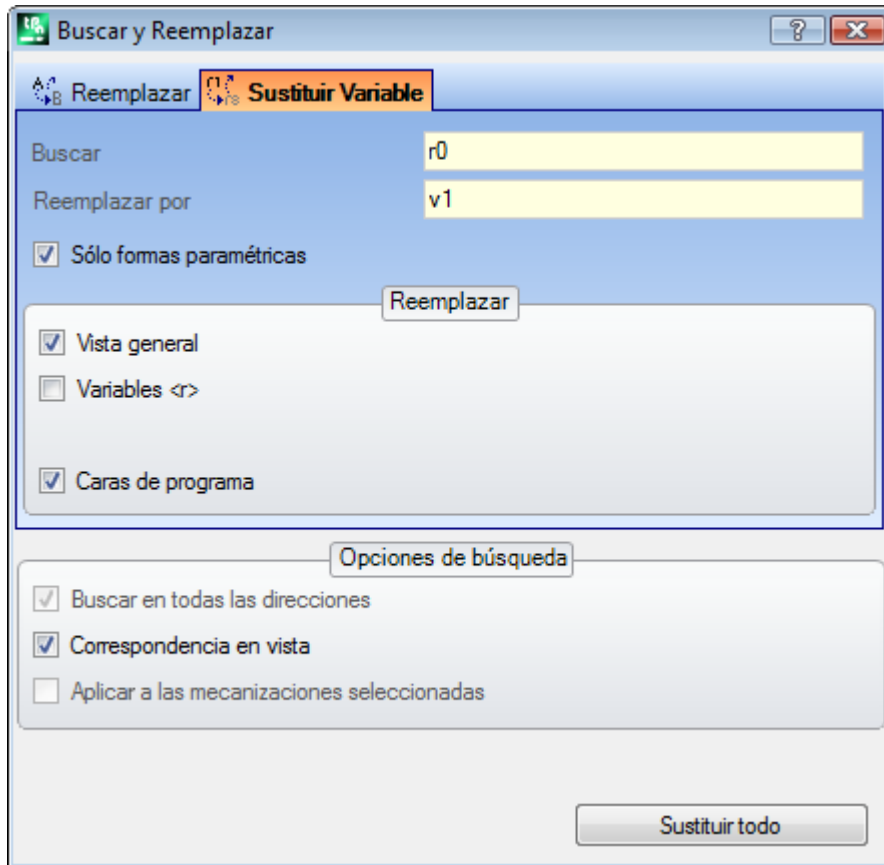 Buscar y Reemplazar
Reemplazar Sustituir Variable
Buscar r0
Reemplazar por v1
Sólo formas paramétricas
Reemplazar
Vista general
Variables <r>
Caras de programa
Opciones de búsqueda
Buscar en todas las direcciones
Correspondencia en vista
Aplicar a las mecanizaciones seleccionadas
Sustituir todo